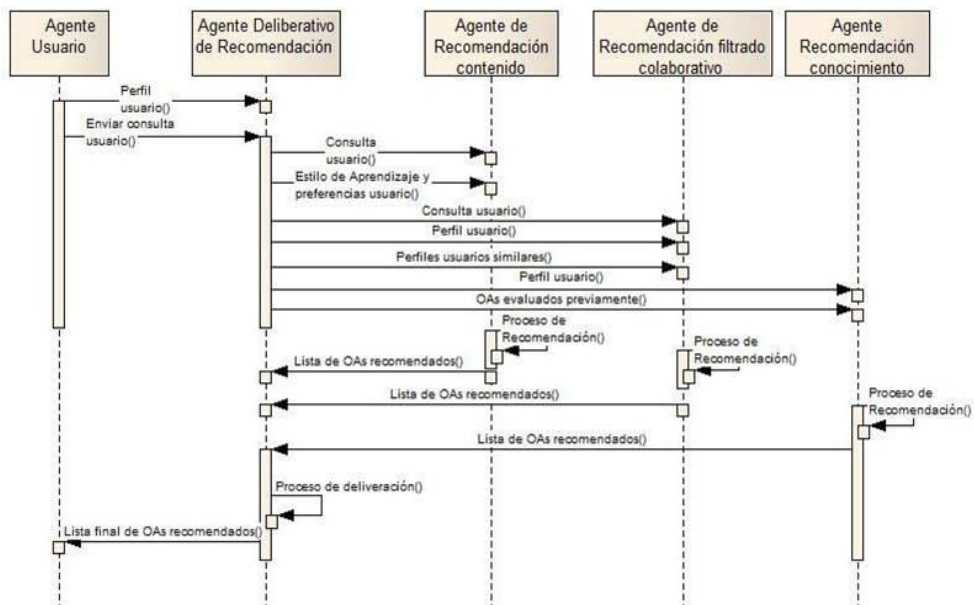 Agente
Usuario
Agente Deliberativo
de Recomendación
Agente de
Recomendación
contenido
Agente de
Recomendación filtrado
colaborativo
Agente
Recomendación
conocimiento
Perfil
usuario()
Enviar consulta
usuario()
Consulta
usuario()
Estilo de Aprendizaje y
preferencias usuario()
Consulta usuario()
Perfil usuario()
Perfiles usuarios similares()
Perfil usuario()
OAs evaluados previamente()
Proceso de
Recomendación()
Proceso de
Recomendación()
Lista de OAs recomendados()
Lista de OAs recomendados()
Proceso de
Recomendación()
Lista de OAs recomendados()
Proceso de deliveración()
Lista final de OAs recomendados()